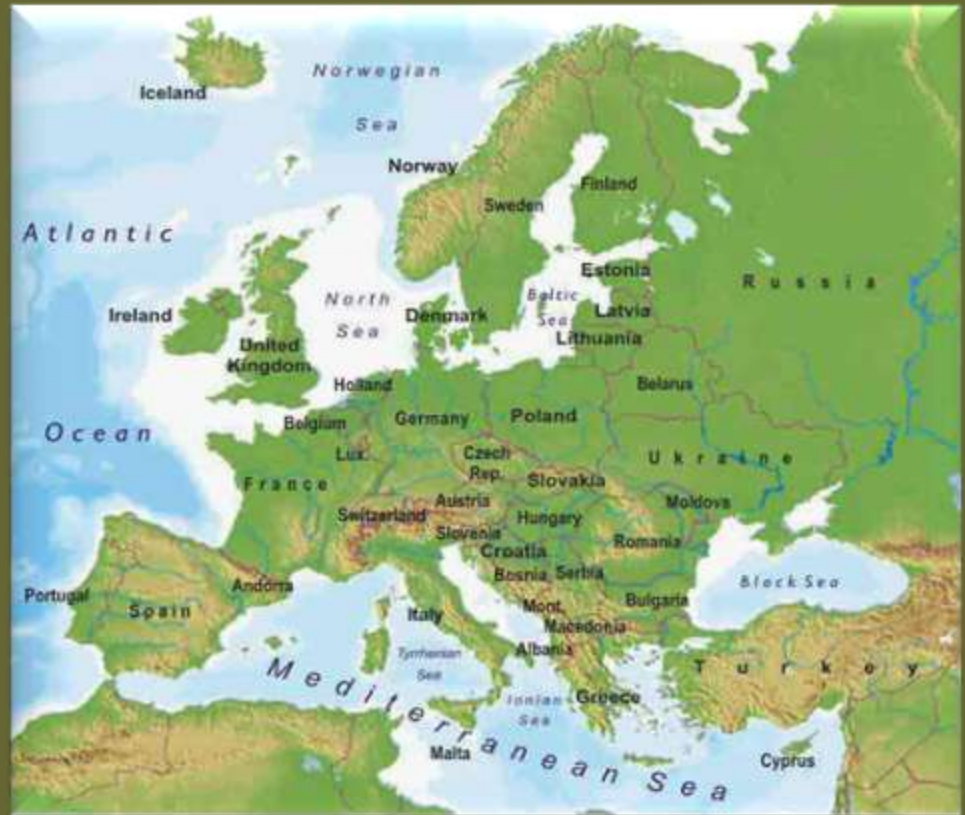 Norwegian
Sea
Iceland
Norway
Finland
Sweden
Atlantic
Estonia
Russia
North
Sea
Baltic
Sea
Ireland
Denmark
Latvia
Lithuania
United
Kingdom
Holland
Belarus
Belgium
Germany
Poland
Ocean
Lux.
Czech
Rep.
Ukraine
France
Slovakia
Austria
Moldova
Switzerland
Hungary
Slovenia
Romania
Croatia
Bosnia
Serbia
Black Sea
Andorra
Portugal
Spain
Italy
Mont.
Bulgaria
Macedonia
Albania
Tyrrhenian
Sea
Turkey
Mediterranean Sea
Ionian
Sea
Greece
Malta
Cyprus